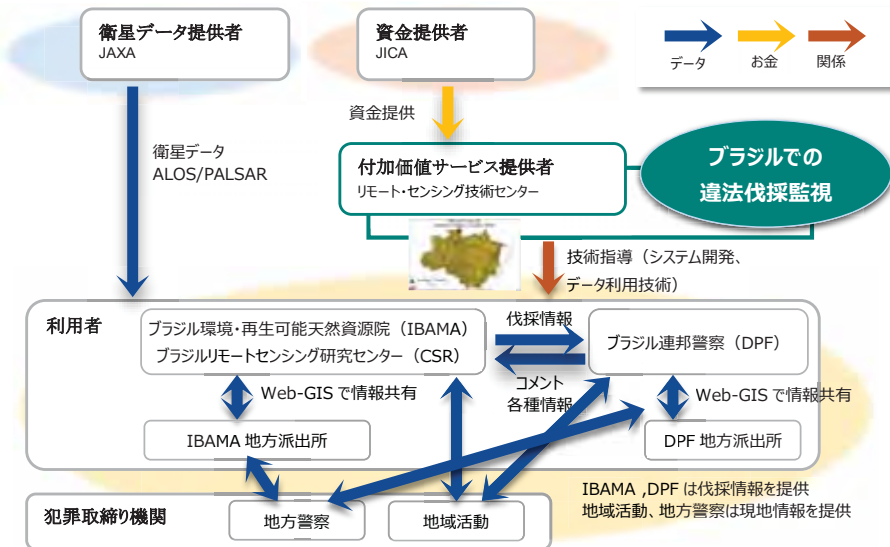 衛星データ提供者
JAXA
資金提供者
JICA
データ
お金
関係
資金提供
衛星データ
ALOS/PALSAR
付加価値サービス提供者
リモート・センシング技術センター
ブラジルでの
違法伐採監視
技術指導（システム開発、
データ利用技術）
利用者
ブラジル環境・再生可能天然資源院（IBAMA）
ブラジルリモートセンシング研究センター（CSR）
伐採情報
ブラジル連邦警察（DPF）
コメント
各種情報
Web-GIS で情報共有
Web-GIS で情報共有
IBAMA 地方派出所
DPF 地方派出所
IBAMA ,DPF は伐採情報を提供
地域活動、地方警察は現地情報を提供
犯罪取締り機関
地方警察
地域活動